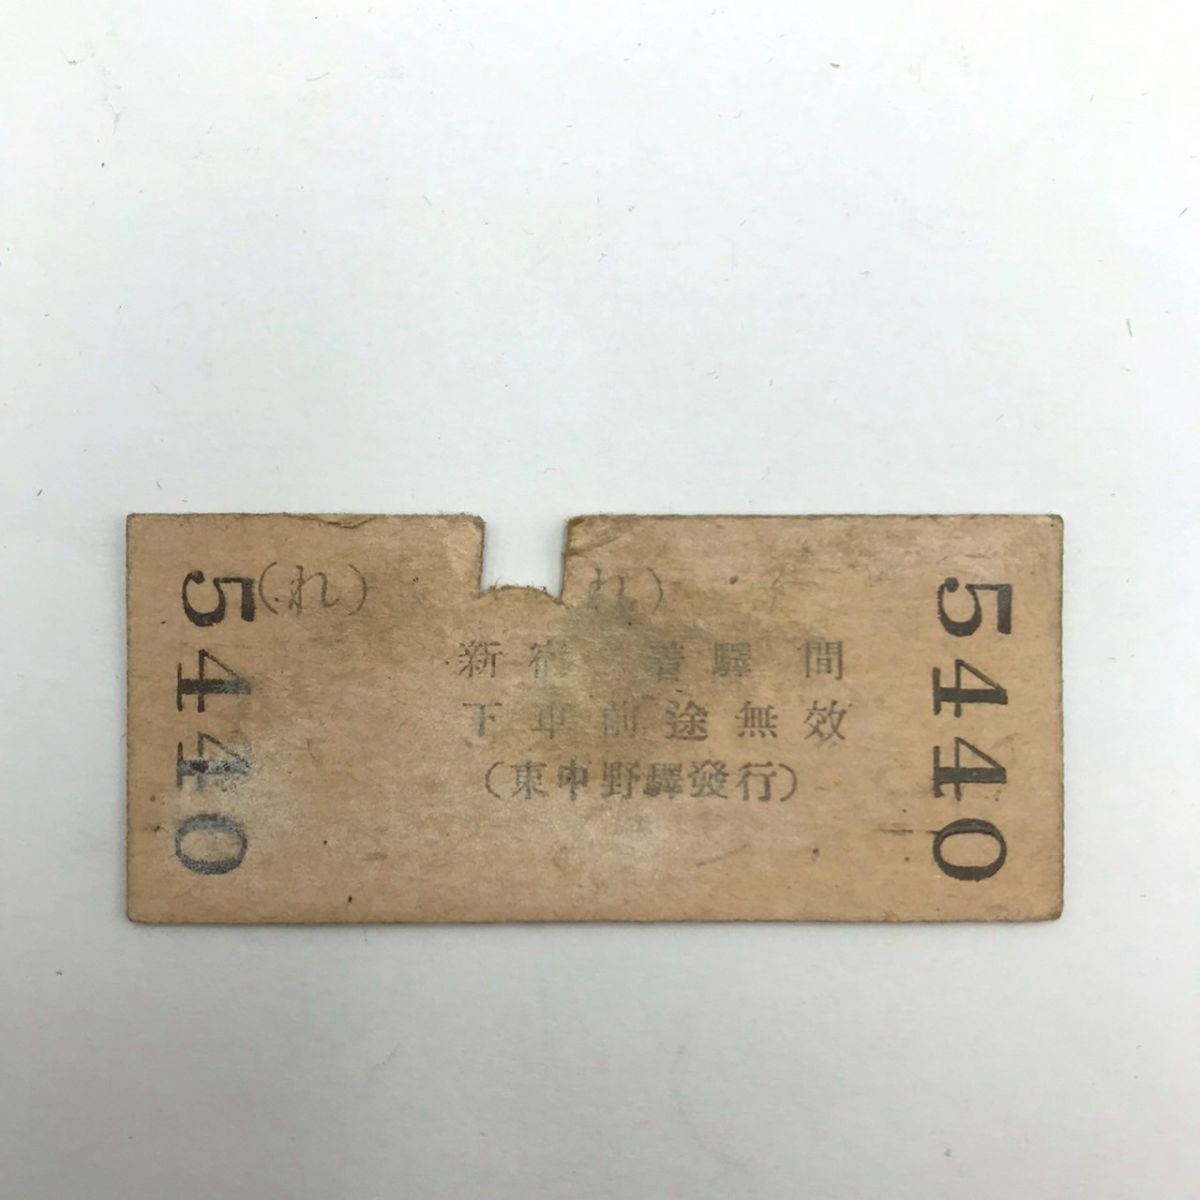 (れ) れ)
新宿 着驛間
下車前途無效
(東中野驛發行)
5440
5440